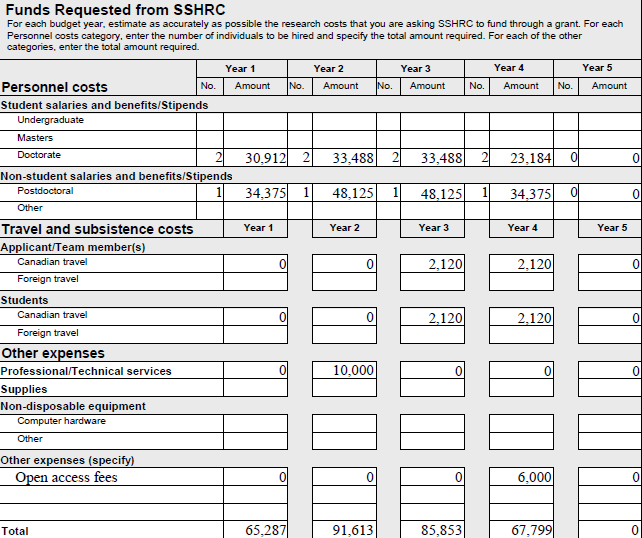 Funds Requested from SSHRC
For each budget year, estimate as accurately as possible the research costs that you are asking SSHRC to fund through a grant. For each
Personnel costs category, enter the number of individuals to be hired and specify the total amount required. For each of the other
categories, enter the total amount required.
Year 1 Year 2 Year 3 Year 4 Year 5
Personnel costs No. Amount No. Amount No. Amount No. Amount No. Amount
Student salaries and benefits/Stipends
Undergraduate
Masters
Doctorate 2 30,912 2 33,488 2 33,488 2 23,184 0 0
Non-student salaries and benefits/Stipends
Postdoctoral 1 34,375 1 48,125 1 48,125 1 34,375 0 0
Other
Travel and subsistence costs Year 1 Year 2 Year 3 Year 4 Year 5
Applicant/Team member(s)
Canadian travel 0 0 2,120 2,120 0
Foreign travel
Students
Canadian travel 0 0 2,120 2,120 0
Foreign travel
Other expenses
Professional/Technical services 0 10,000 0 0 0
Supplies
Non-disposable equipment
Computer hardware
Other
Other expenses (specify)
Open access fees 0 0 0 6,000 0
Total 65,287 91,613 85,853 67,799 0